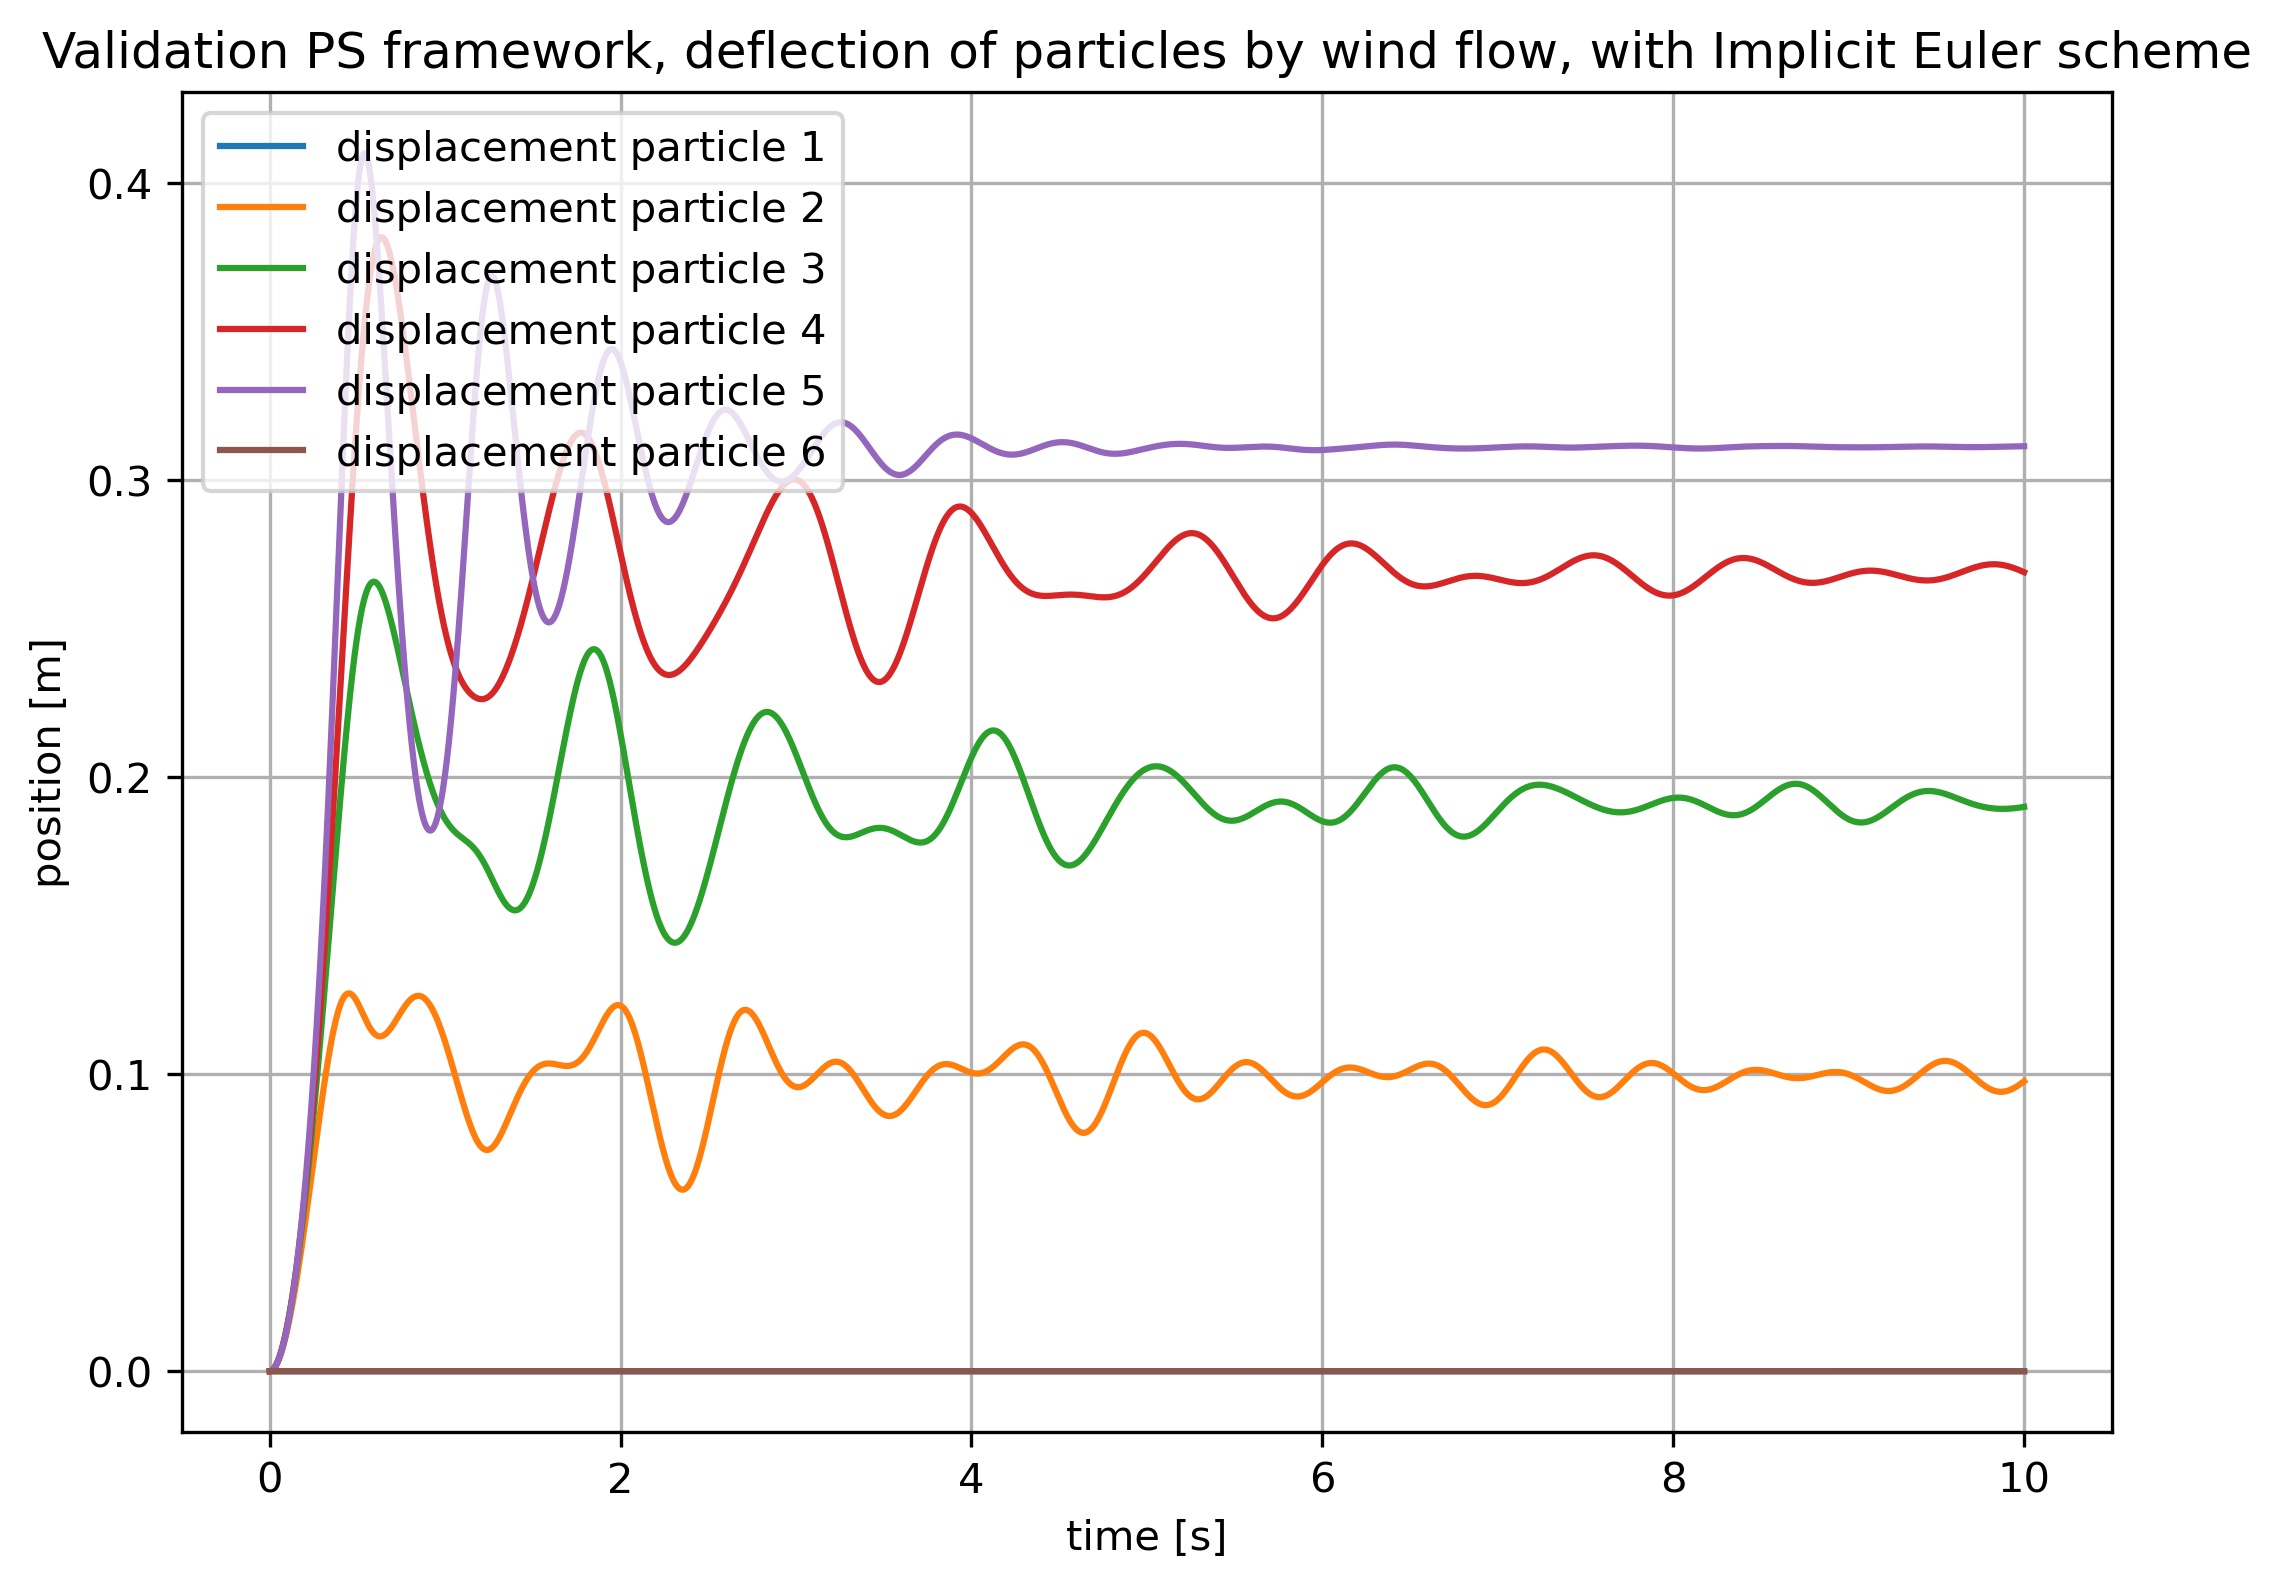 Validation PS framework, deflection of particles by wind flow, with Implicit Euler scheme
displacement particle 1
displacement particle 2
displacement particle 3
displacement particle 4
displacement particle 5
displacement particle 6
0.4
0.3
0.2
0.1
0.0
position [m]
0 2 4 6 8 10
time [s]